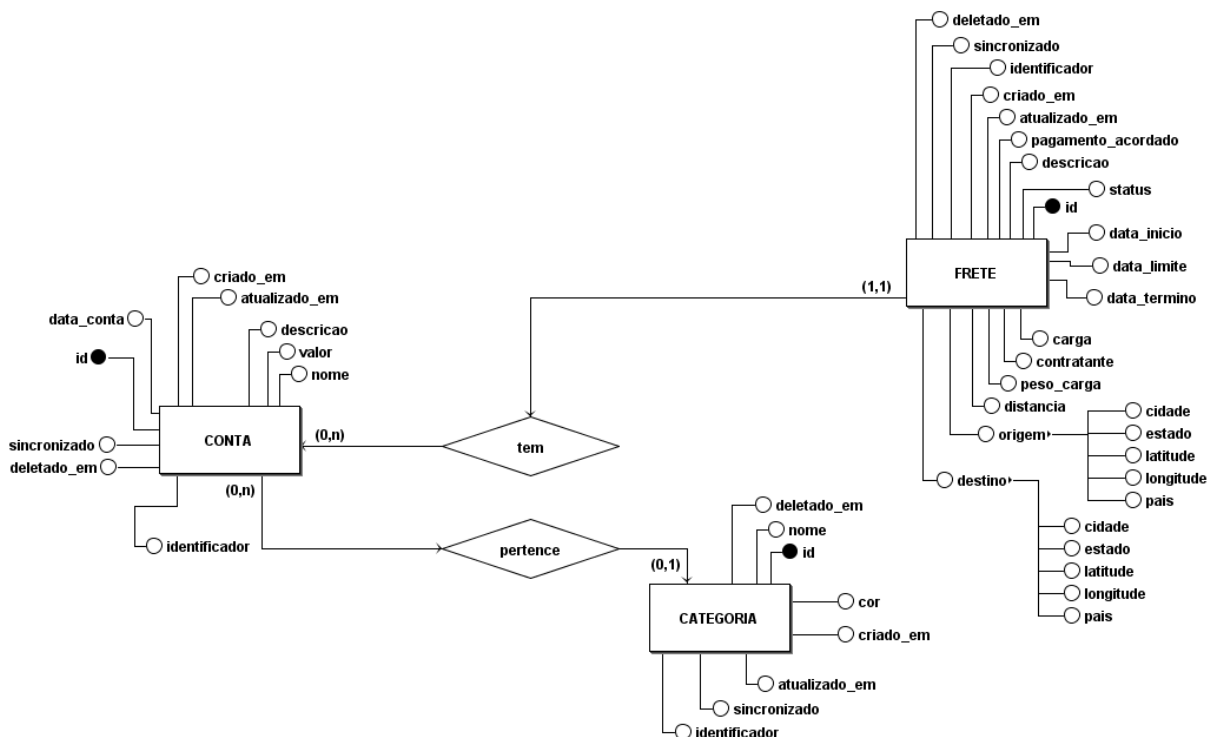 deletado_em
sincronizado
identificador
criado_em
atualizado_em
pagamento_acordado
descricao
status
id
data_inicio
FRETE
data_limite
data_termino
(1,1)
carga
contratante
peso_carga
distancia
origem
cidade
estado
latitude
longitude
pais
destino
cidade
estado
latitude
longitude
pais
criado_em
atualizado_em
data_conta
descricao
valor
id
nome
CONTA
(0,n)
tem
sincronizado
deletado_em
(0,n)
identificador
pertence
(0,1)
deletado_em
nome
id
cor
CATEGORIA
criado_em
atualizado_em
sincronizado
identificador